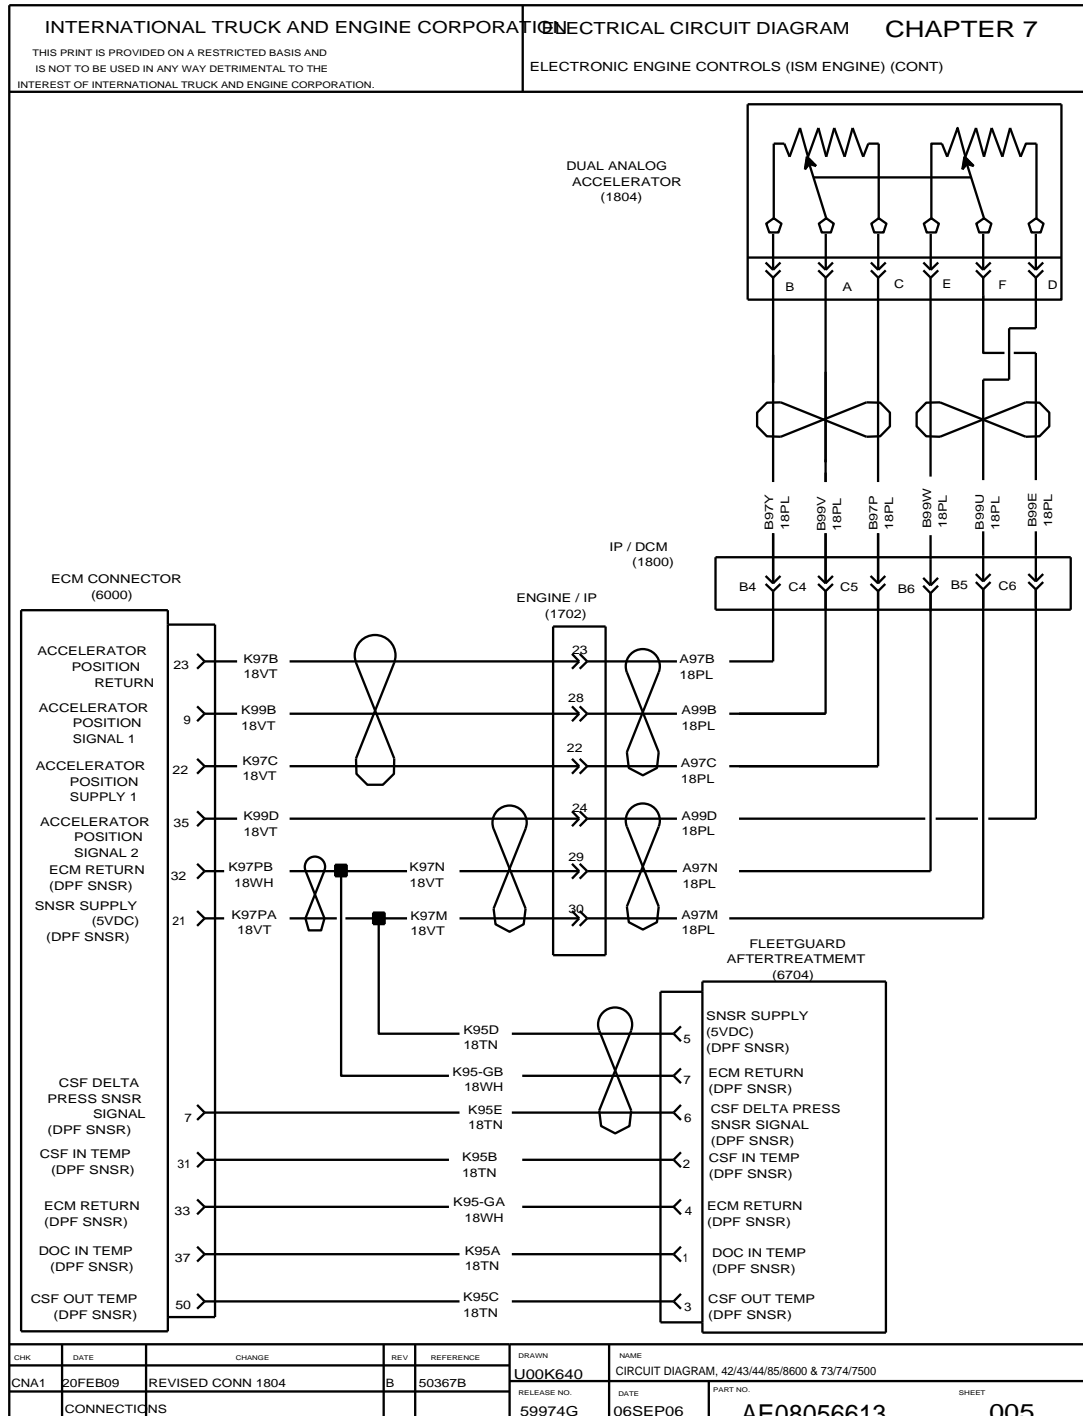 INTERNATIONAL TRUCK AND ENGINE CORPORATION
ELECTRICAL CIRCUIT DIAGRAM
CHAPTER 7
THIS PRINT IS PROVIDED ON A RESTRICTED BASIS AND
IS NOT TO BE USED IN ANY WAY DETRIMENTAL TO THE
INTEREST OF INTERNATIONAL TRUCK AND ENGINE CORPORATION.
ELECTRONIC ENGINE CONTROLS (ISM ENGINE) (CONT)
DUAL ANALOG
ACCELERATOR
(1804)
B A C E F D
B97Y
18PL
B99V
18PL
B97P
18PL
B99W
18PL
B99U
18PL
B99E
18PL
IP / DCM
(1800)
B4 C4 C5 B6 B5 C6
ECM CONNECTOR
(6000)
ENGINE / IP
(1702)
ACCELERATOR
POSITION
RETURN
23
K97B
18VT
23
A97B
18PL
ACCELERATOR
POSITION
SIGNAL 1
9
K99B
18VT
28
A99B
18PL
ACCELERATOR
POSITION
SUPPLY 1
22
K97C
18VT
22
A97C
18PL
ACCELERATOR
POSITION
SIGNAL 2
35
K99D
18VT
24
A99D
18PL
ECM RETURN
(DPF SNSR)
32
K97PB
18WH
K97N
18VT
29
A97N
18PL
SNSR SUPPLY
(5VDC)
(DPF SNSR)
21
K97PA
18VT
K97M
18VT
30
A97M
18PL
FLEETGUARD
AFTERTREATMEMT
(6704)
K95D
18TN
5
SNSR SUPPLY
(5VDC)
(DPF SNSR)
K95-GB
18WH
7
ECM RETURN
(DPF SNSR)
CSF DELTA
PRESS SNSR
SIGNAL
(DPF SNSR)
7
K95E
18TN
6
CSF DELTA PRESS
SNSR SIGNAL
(DPF SNSR)
CSF IN TEMP
(DPF SNSR)
31
K95B
18TN
2
CSF IN TEMP
(DPF SNSR)
ECM RETURN
(DPF SNSR)
33
K95-GA
18WH
4
ECM RETURN
(DPF SNSR)
DOC IN TEMP
(DPF SNSR)
37
K95A
18TN
1
DOC IN TEMP
(DPF SNSR)
CSF OUT TEMP
(DPF SNSR)
50
K95C
18TN
3
CSF OUT TEMP
(DPF SNSR)
CHK DATE CHANGE REV REFERENCE
CNA1 20FEB09 REVISED CONN 1804 B 50367B
CONNECTIONS
DRAWN
U00K640
NAME
CIRCUIT DIAGRAM, 42/43/44/85/8600 & 73/74/7500
RELEASE NO.
59974G
DATE
06SEP06
PART NO.
AE08056613
SHEET
005